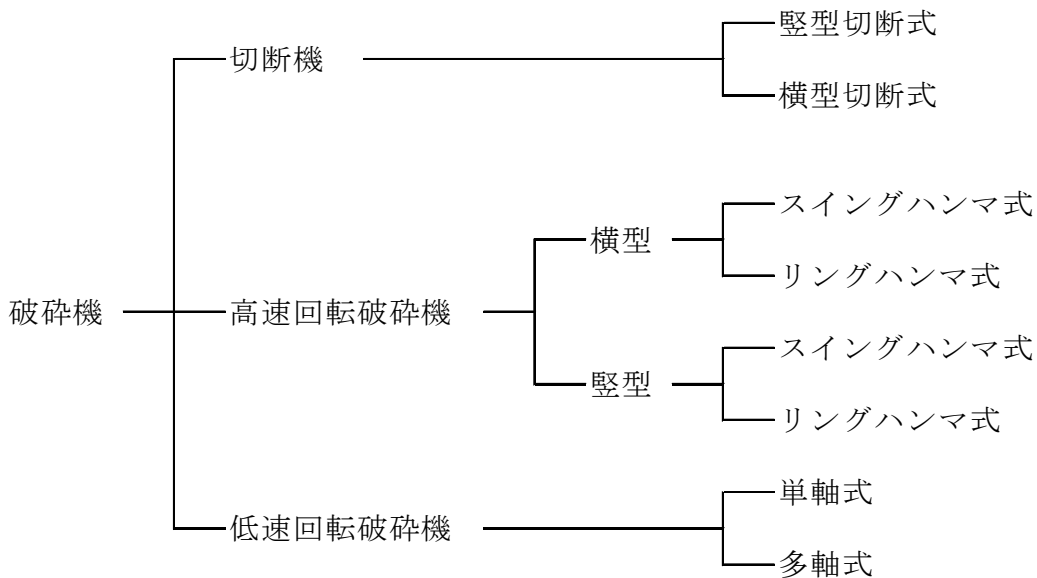 破砕機
切断機
竪型切断式
横型切断式
高速回転破砕機
横型
スイングハンマ式
リングハンマ式
竪型
スイングハンマ式
リングハンマ式
低速回転破砕機
単軸式
多軸式